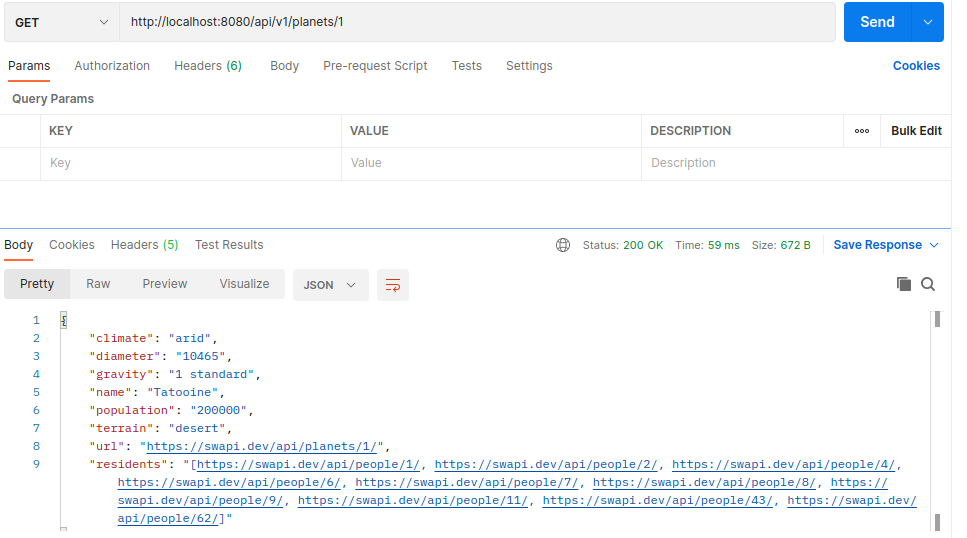 GET http://localhost:8080/api/v1/planets/1 Send
Params Authorization Headers (6) Body Pre-request Script Tests Settings Cookies
Query Params
KEY VALUE DESCRIPTION ooo Bulk Edit
Key Value Description
Body Cookies Headers (5) Test Results Status: 200 OK Time: 59 ms Size: 672 B Save Response
Pretty Raw Preview Visualize JSON
1 {
2 "climate": "arid",
3 "diameter": "10465",
4 "gravity": "1 standard",
5 "name": "Tatooine",
6 "population": "200000",
7 "terrain": "desert",
8 "url": "https://swapi.dev/api/planets/1/",
9 "residents": "[https://swapi.dev/api/people/1/, https://swapi.dev/api/people/2/, https://swapi.dev/api/people/4/,
https://swapi.dev/api/people/6/, https://swapi.dev/api/people/7/, https://swapi.dev/api/people/8/, https://
swapi.dev/api/people/9/, https://swapi.dev/api/people/11/, https://swapi.dev/api/people/43/, https://swapi.dev/
api/people/62/]"